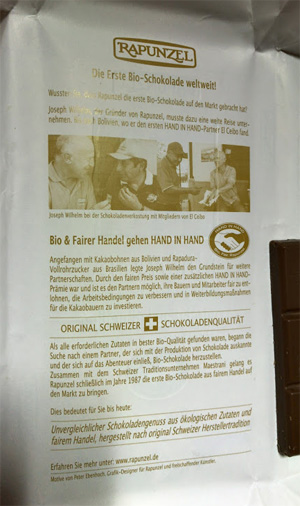 RAPUNZEL
Die Erste Bio-Schokolade weltweit!
Wussten Sie, dass Rapunzel die erste Bio-Schokolade auf den Markt gebracht hat?
Joseph Wilhelm, der Gründer von Rapunzel, musste dazu eine weite Reise unter-
nehmen. Bolivien, wo er den ersten HAND IN HAND-Partner El Ceibo fand.
Joseph Wilhelm bei der Schokoladenverkostung mit Mitgliedern von El Ceibo
Bio & Fairer Handel gehen HAND IN HAND
HAND IN HAND
Angefangen mit Kakaobohnen aus Bolivien und Rapadura-
Vollrohrzucker aus Brasilien legte Joseph Wilhelm den Grundstein für weitere
Partnerschaften. Durch den fairen Preis sowie einen zusätzlichen HAND IN HAND-
Prämie war und ist es den Partnern möglich, ihre Bauern und Mitarbeiter fair zu ent-
lohnen, die Arbeitsbedingungen zu verbessern und in Weiterbildungsmaßnahmen
für die Kakaobauern zu investieren.
ORIGINAL SCHWEIZER SCHOKOLADENQUALITÄT
Als alle erforderlichen Zutaten in bester Bio-Qualität gefunden waren, begann die
Suche nach einem Partner, der sich mit der Produktion von Schokolade auskannte
und der sich auf das Abenteuer einließ, Bio-Schokolade herzustellen.
Zusammen mit dem Schweizer Traditionsunternehmen Maestrani gelang es
Rapunzel schließlich im Jahre 1987 die erste Bio-Schokolade aus fairem Handel auf
den Markt zu bringen.
Dies bedeutet für Sie bis heute:
Unvergleichlicher Schokoladengenuss aus ökologischen Zutaten und
fairem Handel, hergestellt nach original Schweizer Herstellertradition
Erfahren Sie mehr unter: www.rapunzel.de
Motive von Peter Ebenhoch, Grafik-Designer für Rapunzel und freischaffender Künstler.